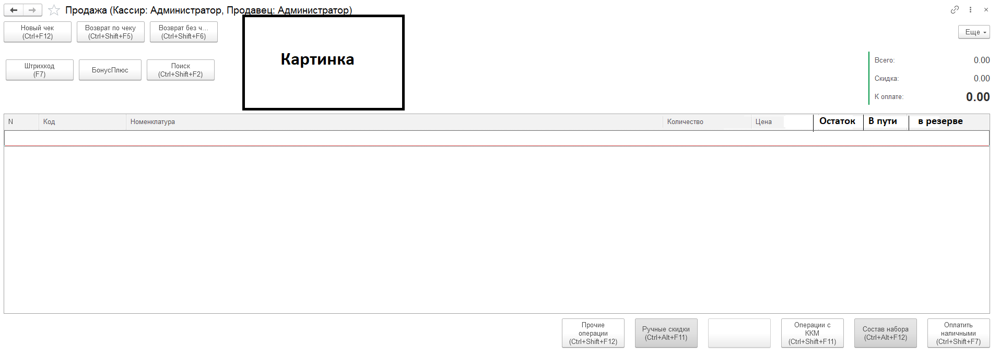 Продажа (Кассир: Администратор, Продавец: Администратор)
Новый чек
(Ctrl+F12)
Возврат по чеку
(Ctrl+Shift+F5)
Возврат без ч...
(Ctrl+Shift+F6)
Еще
Картинка
Штрихкод
(F7)
БонусПлюс
Поиск
(Ctrl+Shift+F2)
Всего: 0.00
Скидка: 0.00
К оплате: 0.00
N Код Номенклатура Количество Цена Остаток В пути в резерве
Прочие
операции
(Ctrl+Shift+F12)
Ручные скидки
(Ctrl+Alt+F11)
Операции с
ККМ
(Ctrl+Shift+F11)
Состав набора
(Ctrl+Alt+F12)
Оплатить
наличными
(Ctrl+Shift+F7)